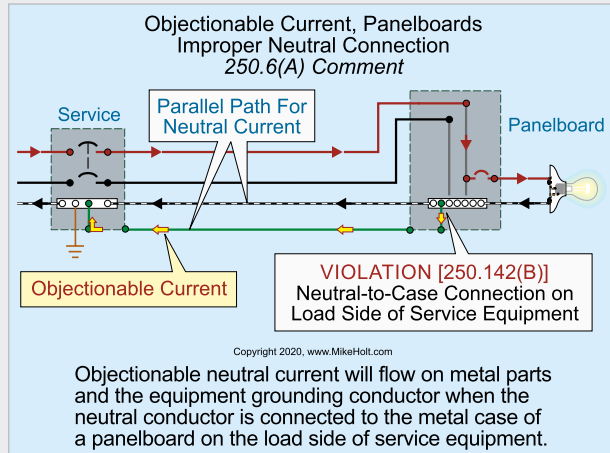 Objectionable Current, Panelboards
Improper Neutral Connection
250.6(A) Comment
Service
Parallel Path For
Neutral Current
Panelboard
Objectionable Current
VIOLATION [250.142(B)]
Neutral-to-Case Connection on
Load Side of Service Equipment
Copyright 2020, www.MikeHolt.com
Objectionable neutral current will flow on metal parts
and the equipment grounding conductor when the
neutral conductor is connected to the metal case of
a panelboard on the load side of service equipment.